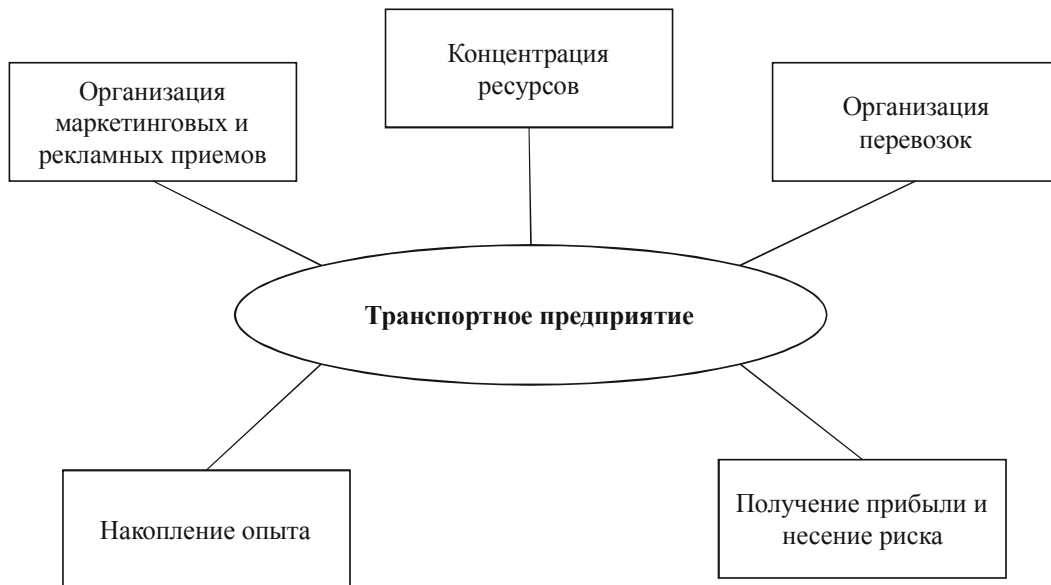 Концентрация
ресурсов
Организация
маркетинговых и
рекламных приемов
Организация
перевозок
Транспортное предприятие
Накопление опыта
Получение прибыли и
несение риска